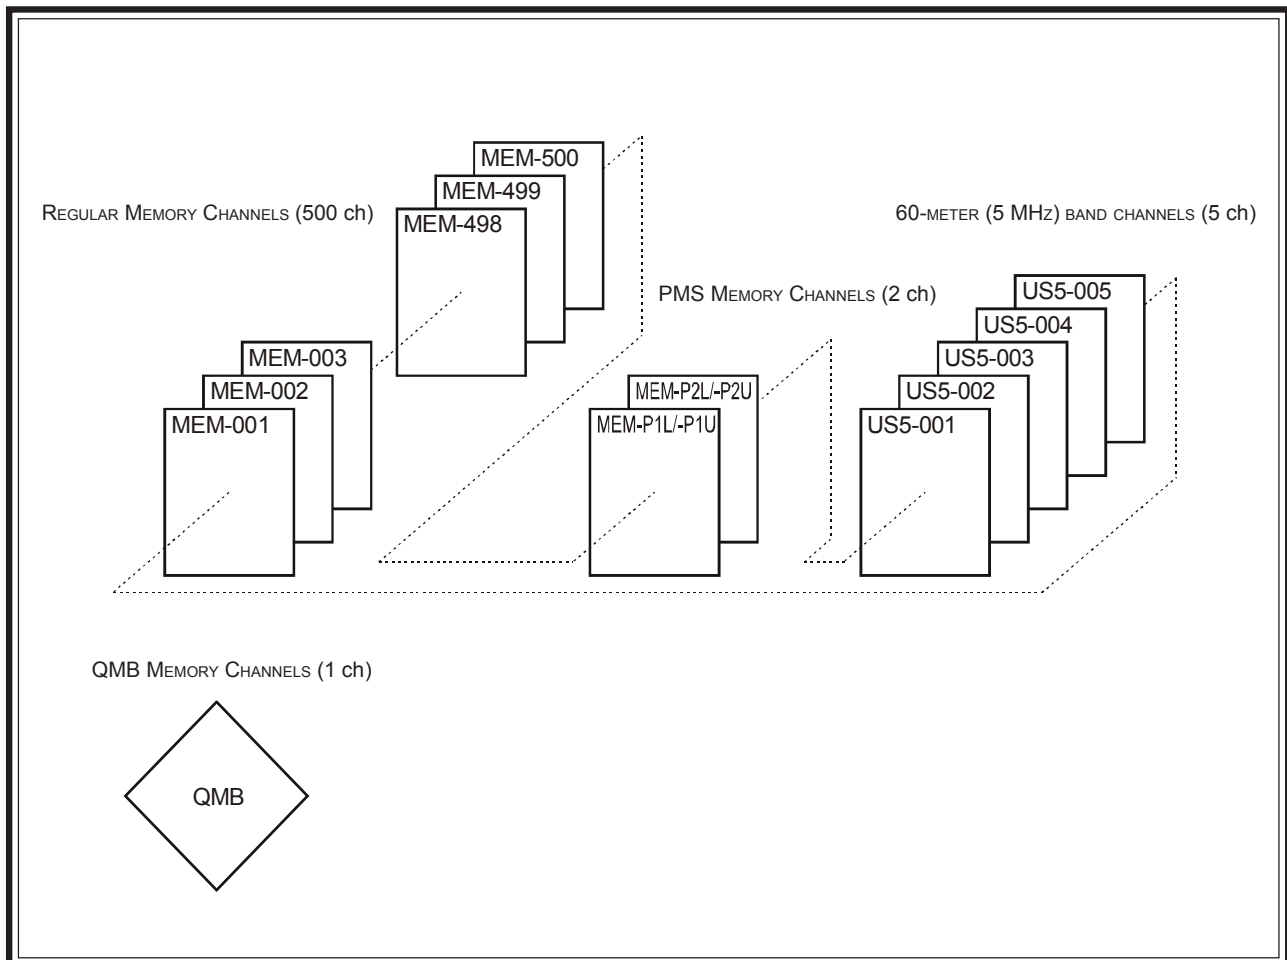 MEM-500
MEM-499
REGULAR MEMORY CHANNELS (500 ch)
MEM-498
60-METER (5 MHZ) BAND CHANNELS (5 ch)
PMS MEMORY CHANNELS (2 ch)
US5-005
US5-004
MEM-003
US5-003
MEM-002
MEM-P2L/-P2U
US5-002
MEM-001
MEM-P1L/-P1U
US5-001
QMB MEMORY CHANNELS (1 ch)
QMB